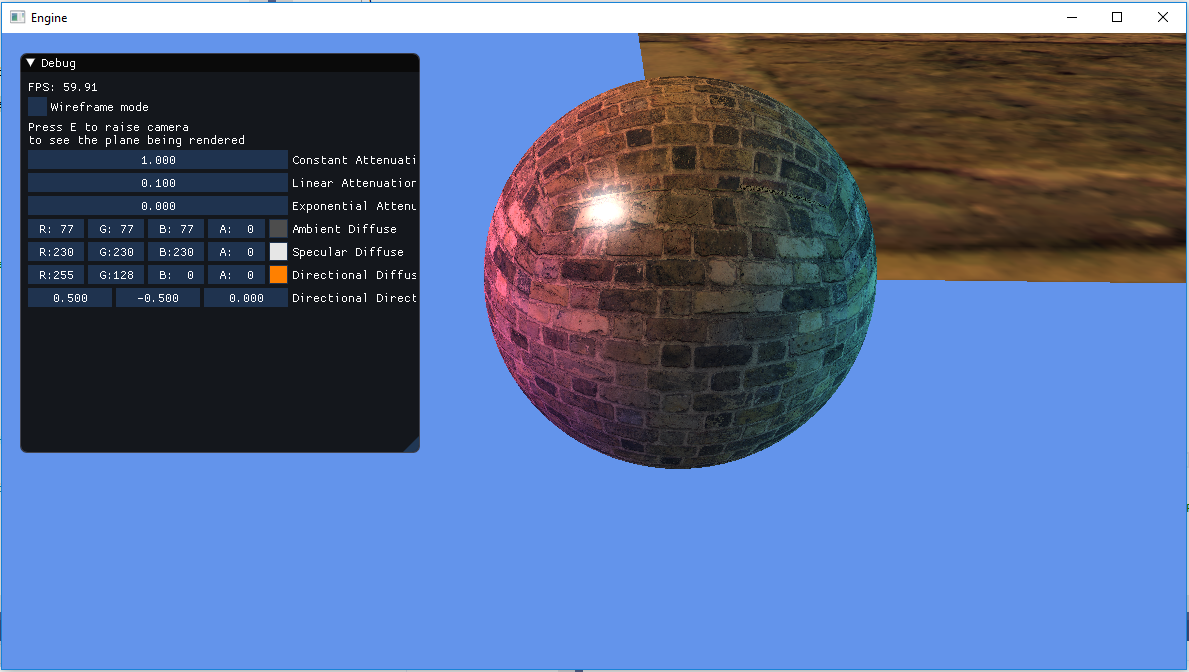 Engine
Debug
FPS: 59.91
Wireframe mode
Press E to raise camera
to see the plane being rendered
1.000 Constant Attenuati
0.100 Linear Attenuation
0.000 Exponential Attenu
R: 77 G: 77 B: 77 A: 0 Ambient Diffuse
R:230 G:230 B:230 A: 0 Specular Diffuse
R:255 G:128 B: 0 A: 0 Directional Diffus
0.500 -0.500 0.000 Directional Direct